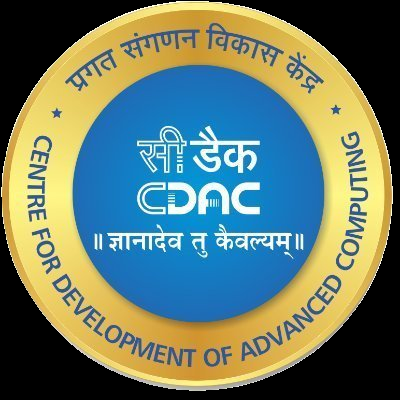 प्रगत संगणन विकास केंद्र
सी डैक
CDAC
॥ ज्ञानादेव तु कैवल्यम् ॥
CENTRE FOR DEVELOPMENT OF ADVANCED COMPUTING